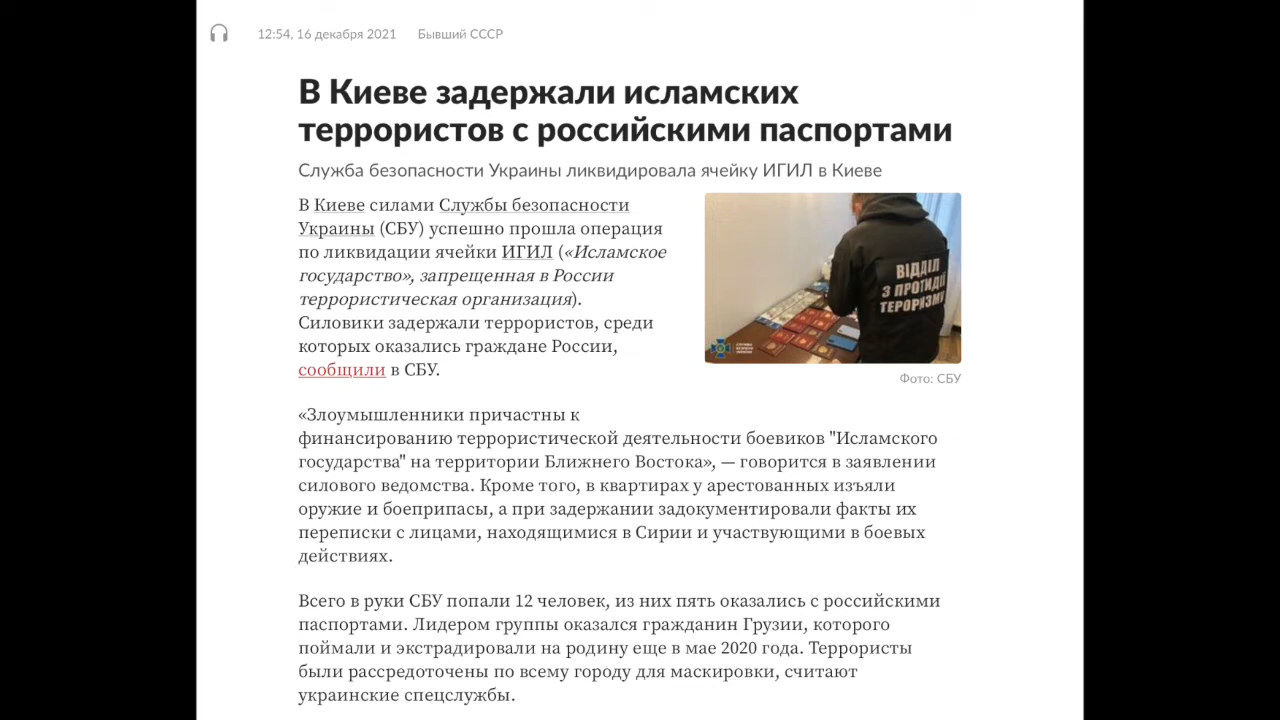 12:54, 16 декабря 2021 Бывший СССР
В Киеве задержали исламских
террористов с российскими паспортами
Служба безопасности Украины ликвидировала ячейку ИГИЛ в Киеве
В Киеве силами Службы безопасности
Украины (СБУ) успешно прошла операция
по ликвидации ячейки ИГИЛ («Исламское
государство», запрещенная в России
террористическая организация).
Силовики задержали террористов, среди
которых оказались граждане России,
сообщили в СБУ.
ВІДДІЛ
З ПРОТИДІЇ
ТЕРОРИЗМУ
Фото: СБУ
«Злоумышленники причастны к
финансированию террористической деятельности боевиков "Исламского
государства" на территории Ближнего Востока», — говорится в заявлении
силового ведомства. Кроме того, в квартирах у арестованных изъяли
оружие и боеприпасы, а при задержании задокументировали факты их
переписки с лицами, находящимися в Сирии и участвующими в боевых
действиях.
Всего в руки СБУ попали 12 человек, из них пять оказались с российскими
паспортами. Лидером группы оказался гражданин Грузии, которого
поймали и экстрадировали на родину еще в мае 2020 года. Террористы
были рассредоточены по всему городу для маскировки, считают
украинские спецслужбы.